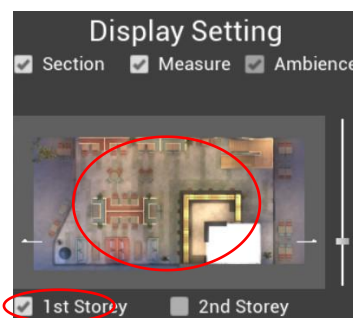 Display Setting
Section Measure Ambience
1st Storey 2nd Storey